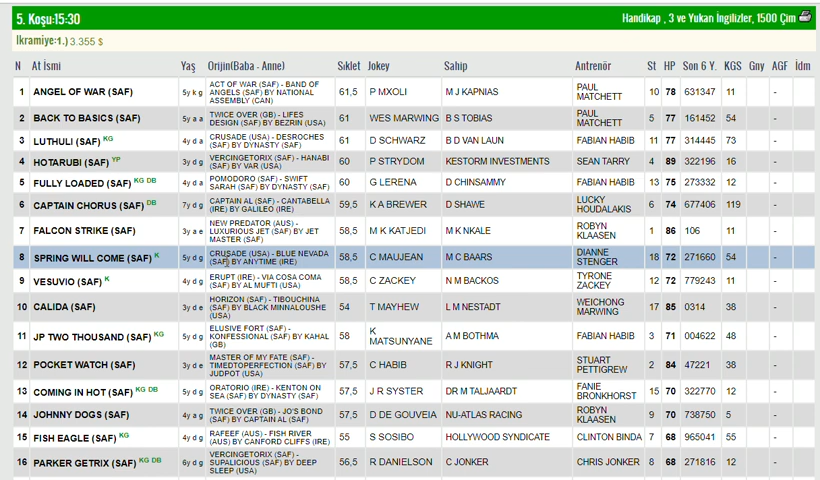 5. Koşu:15:30 Handikap , 3 ve Yukarı İngilizler, 1500 Çim
İkramiye:1.) 3.355 $
N At İsmi Yaş Orijin(Baba - Anne) Sıklet Jokey Sahip Antrenör St HP Son 6 Y. KGS Gny AGF İdm
1 ANGEL OF WAR (SAF) 5y k g ACT OF WAR (SAF) - BAND OF ANGELS (SAF) BY NATIONAL ASSEMBLY (CAN) 61,5 P MXOLI M J KAPNIAS PAUL MATCHETT 10 78 631347 11 -
2 BACK TO BASICS (SAF) 5y a a TWICE OVER (GB) - LIFES DESIGN (SAF) BY BEZRIN (USA) 61 WES MARWING B S TOBIAS PAUL MATCHETT 5 77 161452 54 -
3 LUTHULI (SAF) KG 4y d a CRUSADE (USA) - DESROCHES (SAF) BY DYNASTY (SAF) 61 D SCHWARZ B D VAN LAUN FABIAN HABIB 11 77 314445 73 -
4 HOTARUBI (SAF) YP 3y d g VERCINGETORIX (SAF) - HANABI (SAF) BY VAR (USA) 60 P STRYDOM KESTORM INVESTMENTS SEAN TARRY 4 89 322196 16 -
5 FULLY LOADED (SAF) KG DB 4y d a POMODORO (SAF) - SWIFT SARAH (SAF) BY DYNASTY (SAF) 60 G LERENA D CHINSAMMY FABIAN HABIB 13 75 273332 12 -
6 CAPTAIN CHORUS (SAF) DB 7y d g CAPTAIN AL (SAF) - CANTABELLA (IRE) BY GALILEO (IRE) 59,5 K A BREWER D SHAWE LUCKY HOUDALAKIS 6 74 677406 16 -
7 FALCON STRIKE (SAF) 3y a e NEW PREDATOR (AUS) - LUXURIOUS JET (SAF) BY JET MASTER (SAF) 58,5 M K KATJEDI M K NKALE ROBYN KLAASEN 1 86 106 11 -
8 SPRING WILL COME (SAF) K 5y d g CRUSADE (USA) - BLUE NEVADA (SAF) BY ANYTIME (IRE) 58,5 C MAUJEAN M C BAARS DIANNE STENGER 18 72 271660 54 -
9 VESUVIO (SAF) K 4y d g ERUPT (IRE) - VIA COSA COMA (SAF) BY AL MUFTI (USA) 58,5 C ZACKEY N M BACKOS TYRONE ZACKEY 12 72 779243 11 -
10 CALIDA (SAF) 3y d e HORIZON (SAF) - TIBOUCHINA (SAF) BY BLACK MINNALOUSHE (USA) 54 T MAYHEW L M NESTADT WEICHONG MARWING 17 85 0314 38 -
11 JP TWO THOUSAND (SAF) KG 5y d g ELUSIVE FORT (SAF) - KONFESSIONAL (SAF) BY KAHAL (GB) 58 K MATSUNYANE A M BOTHMA FABIAN HABIB 3 71 004622 48 -
12 POCKET WATCH (SAF) 3y d e MASTER OF MY FATE (SAF) - TIMEDTOPERFECTION (SAF) BY JUDPOT (USA) 57,5 C HABIB R J KNIGHT STUART PETTIGREW 2 84 47221 38 -
13 COMING IN HOT (SAF) KG DB 5y d g ORATORIO (IRE) - KENTON ON SEA (SAF) BY DYNASTY (SAF) 57,5 J R SYSTER DR M TALJAARDT FANIE BRONKHORST 15 70 322770 12 -
14 JOHNNY DOGS (SAF) 4y a g TWICE OVER (GB) - JO'S BOND (SAF) BY CAPTAIN AL (SAF) 57,5 D DE GOUVEIA NU-ATLAS RACING ROBYN KLAASEN 9 70 738750 5 -
15 FISH EAGLE (SAF) KG 4y d g RAFEEF (AUS) - FISH RIVER (AUS) BY CANFORD CLIFFS (IRE) 55 S SOSIBO HOLLYWOOD SYNDICATE CLINTON BINDA 7 68 965041 55 -
16 PARKER GETRIX (SAF) KG DB 6y d g VERCINGETORIX (SAF) - SUPALICIOUS (SAF) BY DEEP SLEEP (USA) 56,5 R DANIELSON C JONKER CHRIS JONKER 8 68 271816 12 -